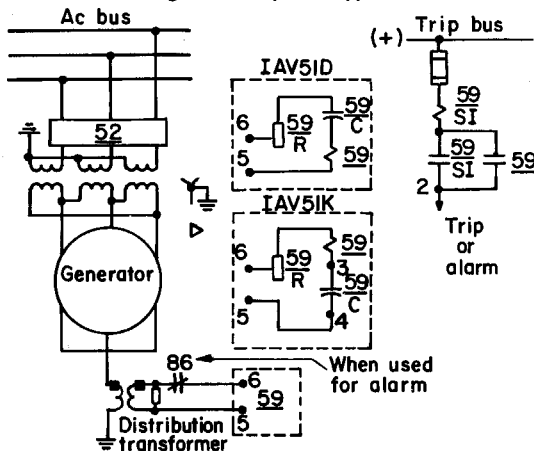 Ac bus
52
Generator
86
Distribution
transformer
IAV51D
6
5
59
R
59
C
59
IAV51K
6
5
59
R
59
3
59
C
4
When used
for alarm
6
5
59
(+)
Trip bus
59
SI
59
SI
59
2
Trip
or
alarm